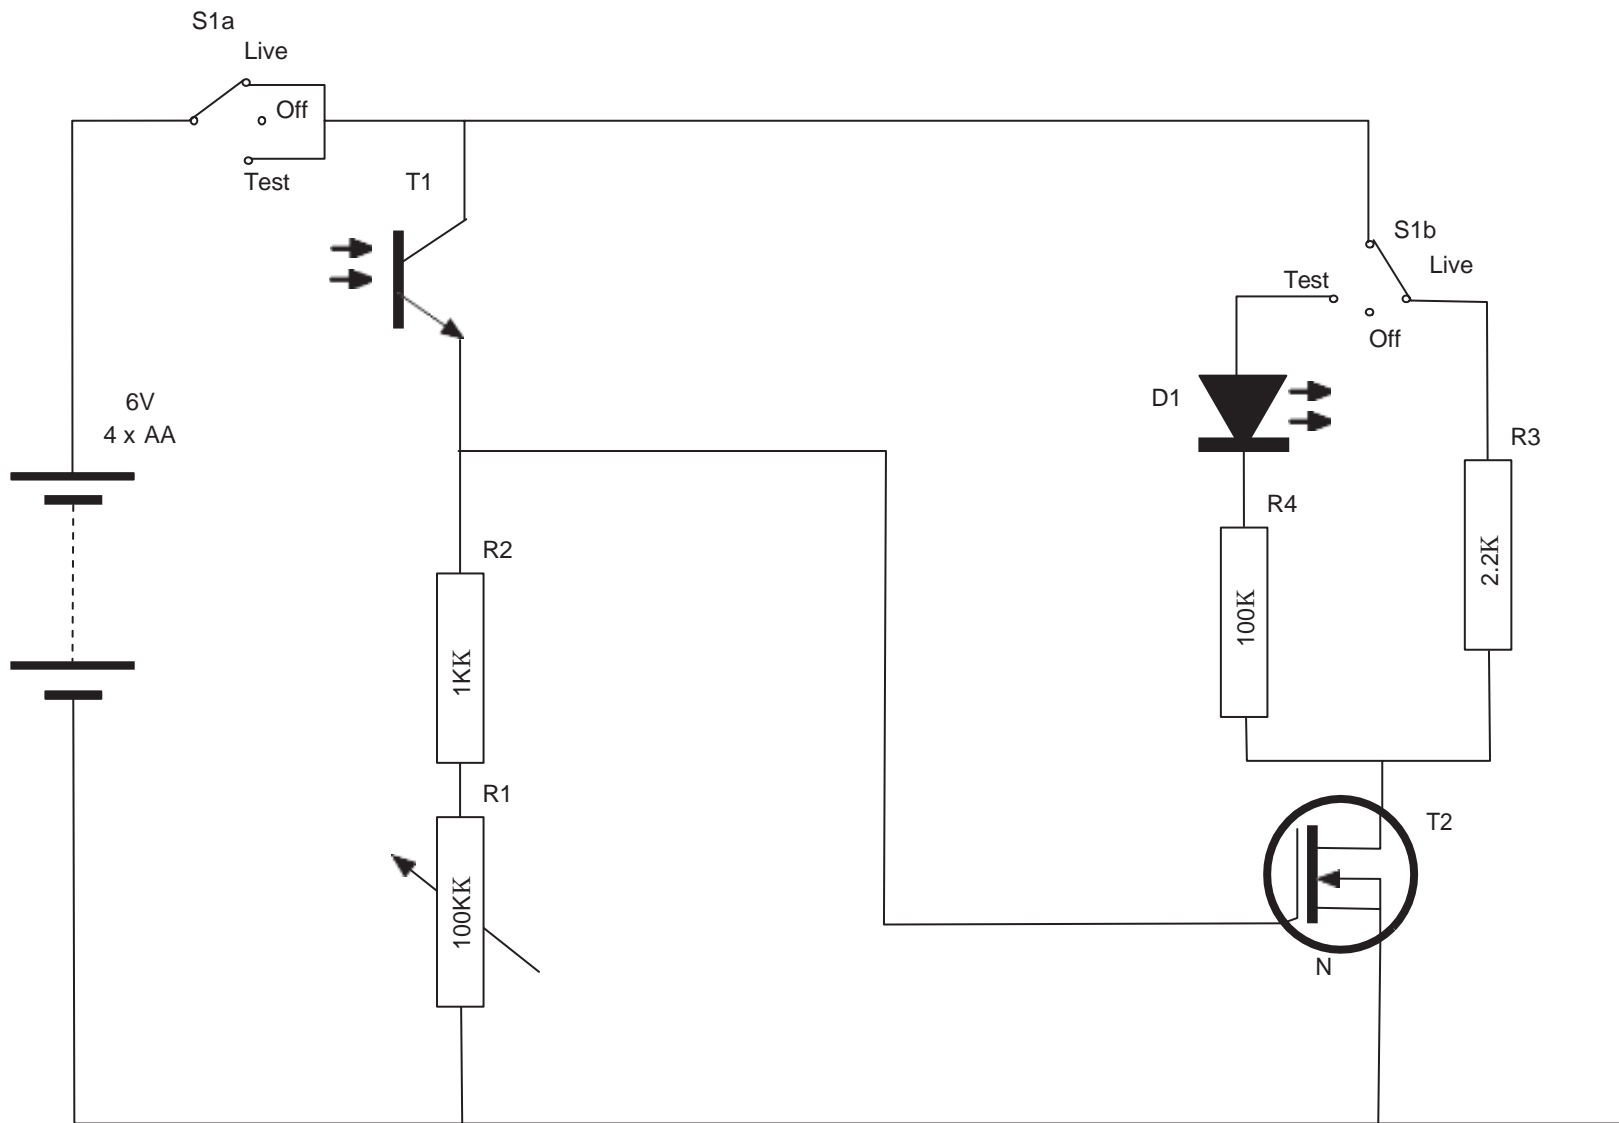 S1a
Live
Off
Test
T1
S1b
Live
Test
Off
6V
4 x AA
D1
R3
R4
2.2K
R2
100K
1KK
R1
T2
100KK
N